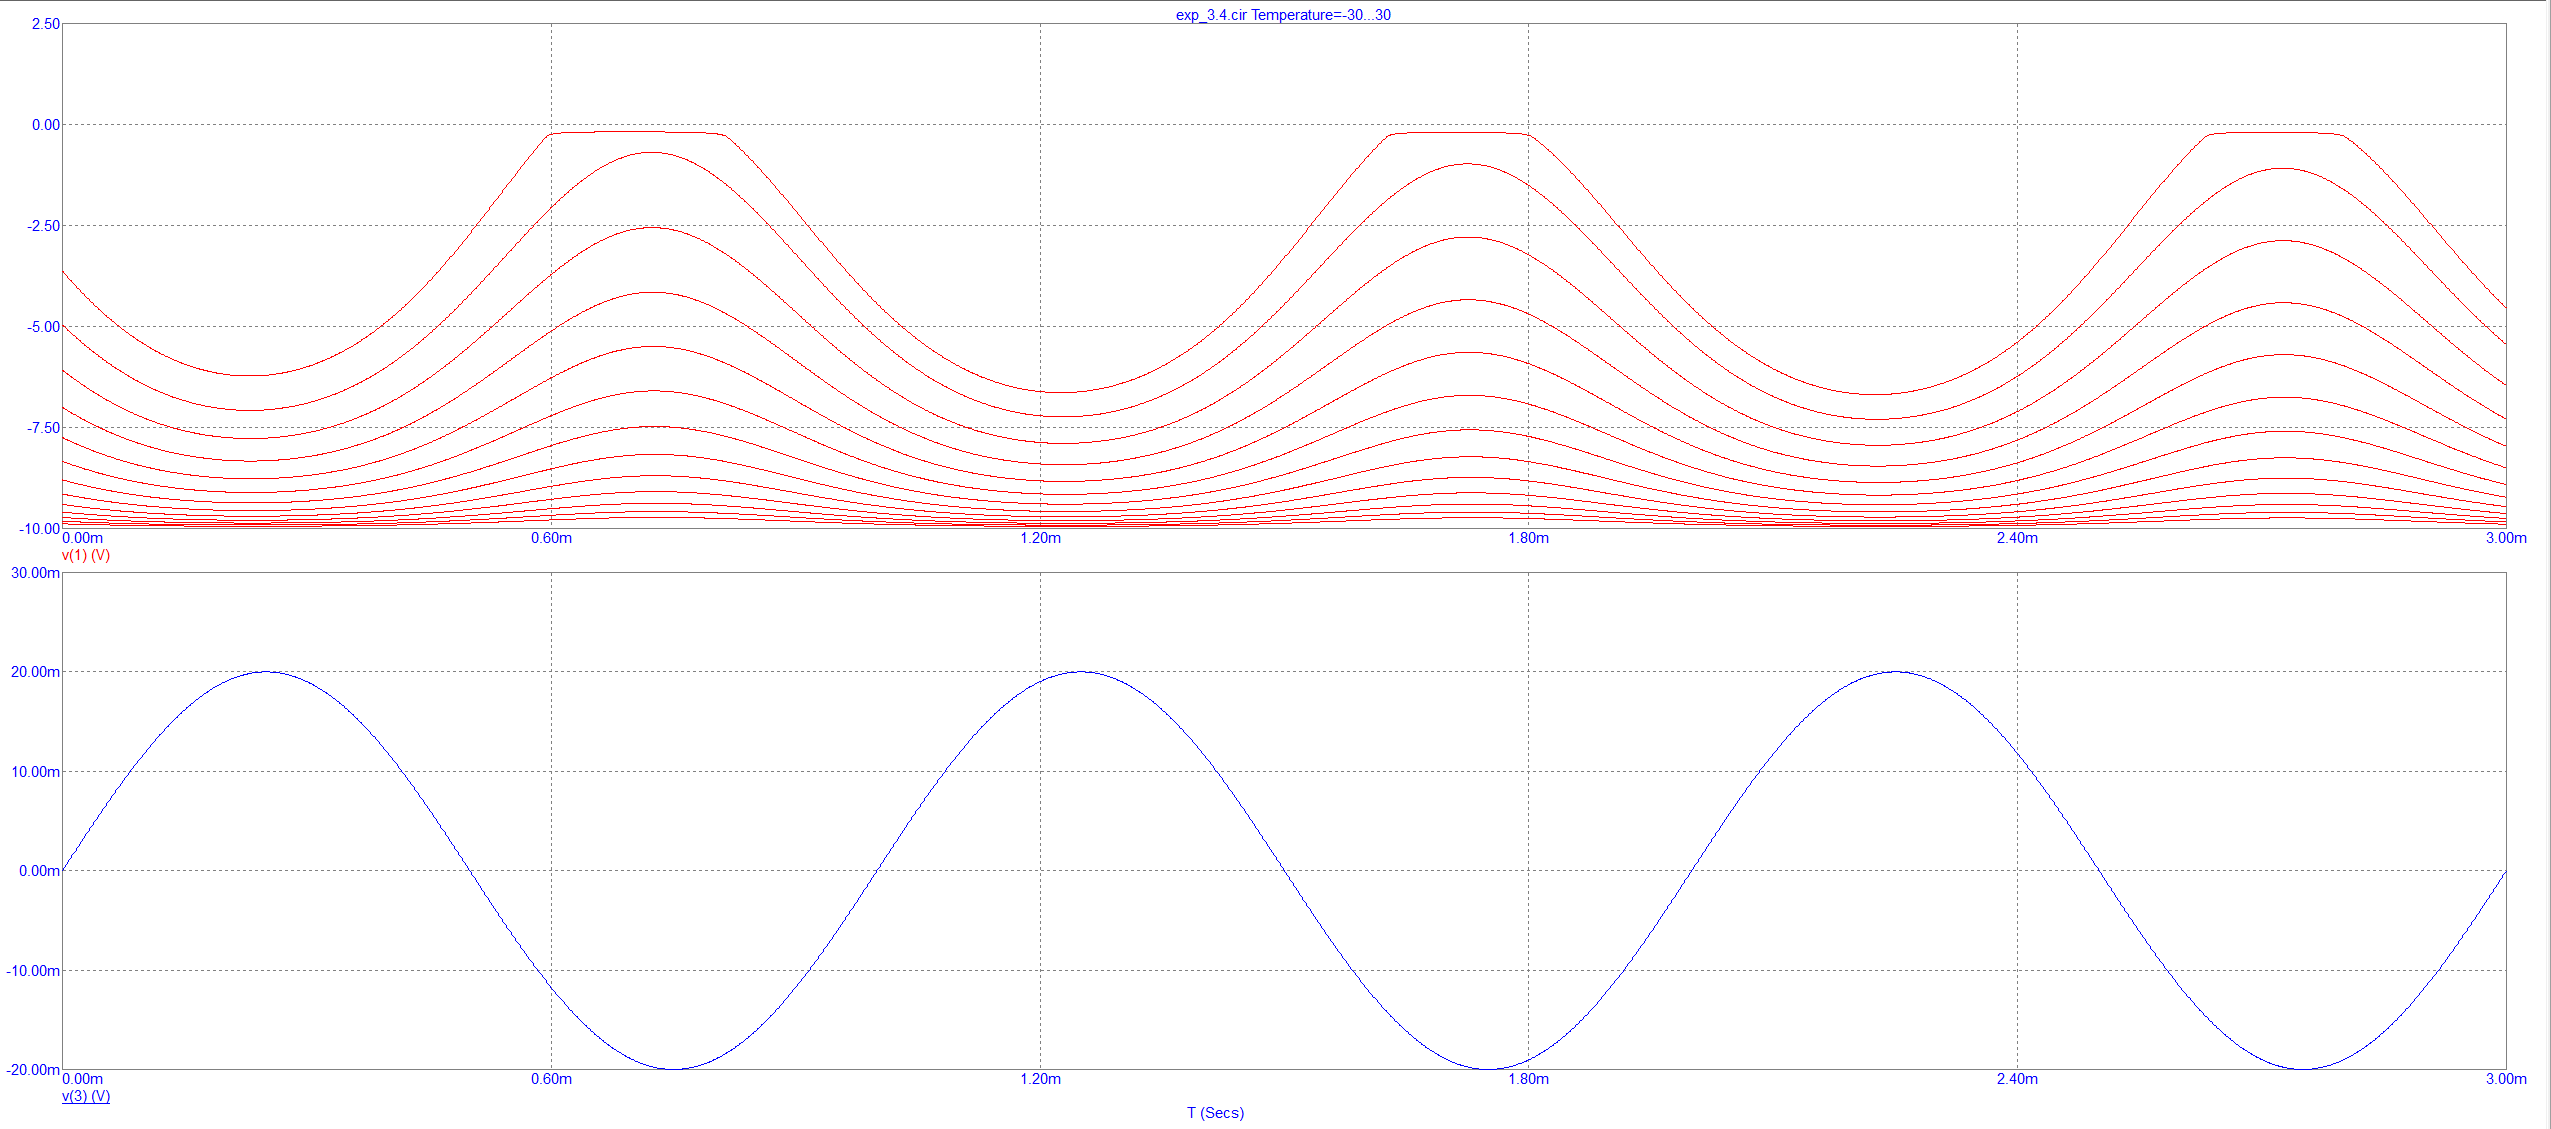 exp_3.4.cir Temperature=-30...30
2.50
0.00
-2.50
-5.00
-7.50
-10.00
0.00m 0.60m 1.20m 1.80m 2.40m 3.00m
v(1) (V)
30.00m
20.00m
10.00m
0.00m
-10.00m
-20.00m
0.00m 0.60m 1.20m 1.80m 2.40m 3.00m
v(3) (V)
T (Secs)